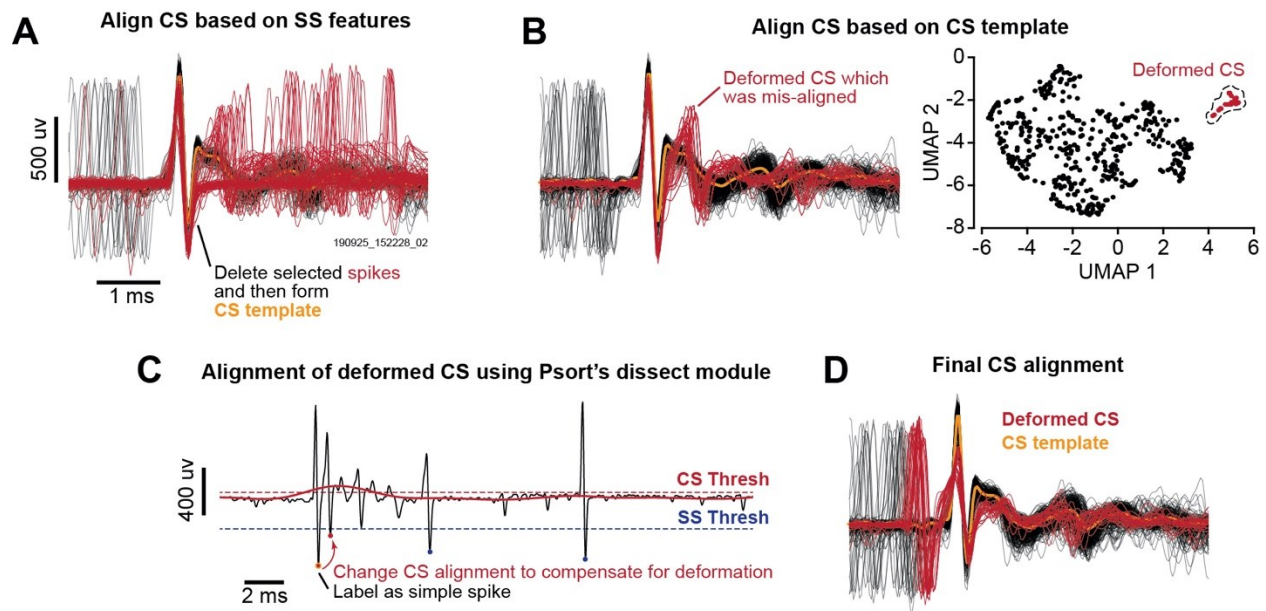 A
Align CS based on SS features
500 uv
190925_152228_02
Delete selected spikes
and then form
CS template
1 ms
B
Align CS based on CS template
Deformed CS which
was mis-aligned
Deformed CS
0
-2
-4
-6
-8
UMAP 2
-6 -4 -2 0 2 4 6
UMAP 1
C
Alignment of deformed CS using Psort’s dissect module
400 uv
CS Thresh
SS Thresh
Change CS alignment to compensate for deformation
Label as simple spike
2 ms
D
Final CS alignment
Deformed CS
CS template